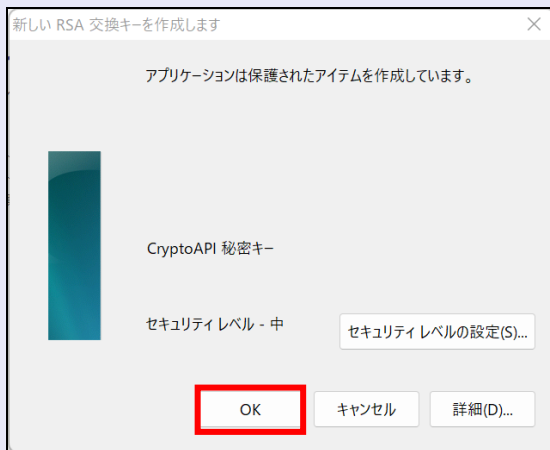 新しい RSA 交換キーを作成します
アプリケーションは保護されたアイテムを作成しています。
CryptoAPI 秘密キー
セキュリティ レベル - 中
セキュリティ レベルの設定(S)...
OK
キャンセル
詳細(D)...